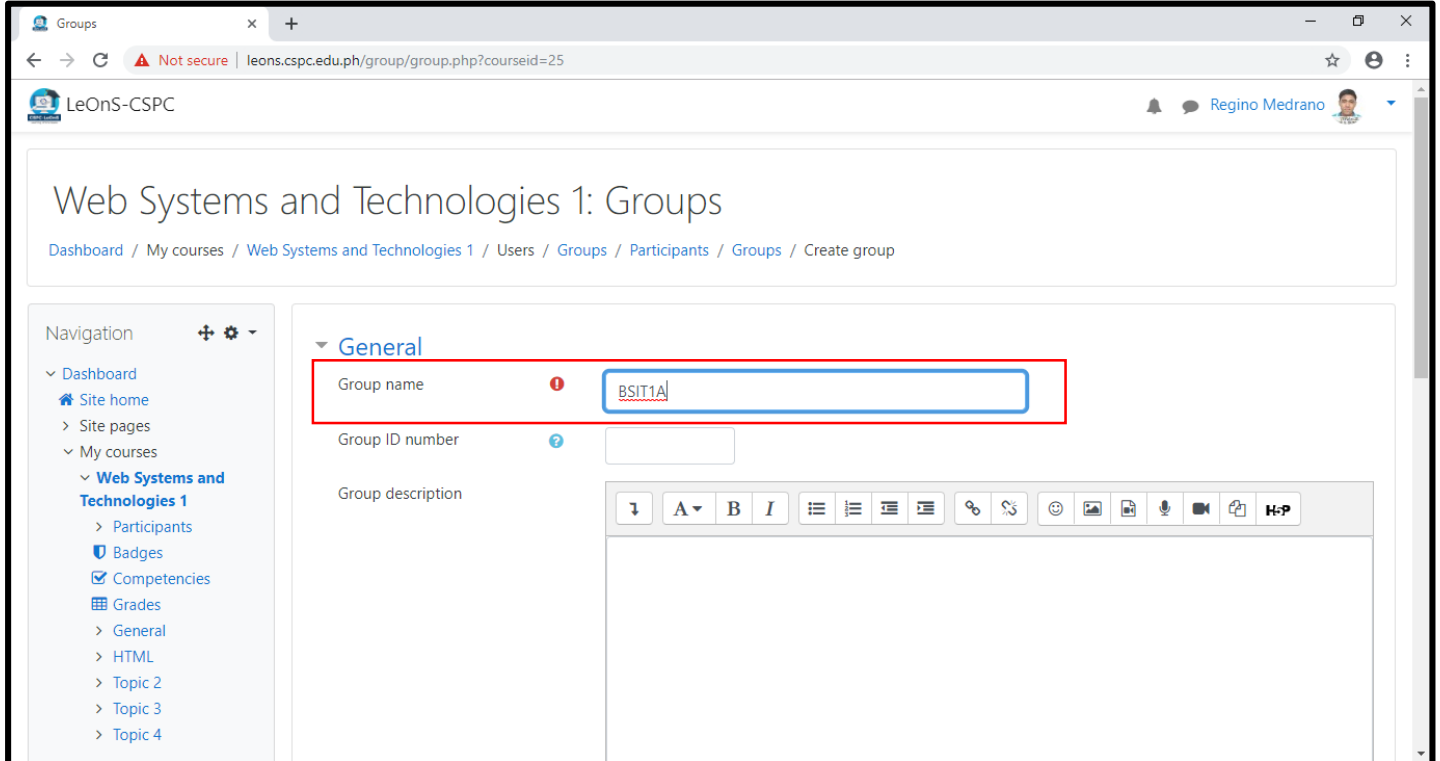 Groups
Not secure | leons.cspc.edu.ph/group/group.php?courseid=25
LeOnS-CSPC
Regino Medrano
Web Systems and Technologies 1: Groups
Dashboard / My courses / Web Systems and Technologies 1 / Users / Groups / Participants / Groups / Create group
Navigation
Dashboard
Site home
Site pages
My courses
Web Systems and
Technologies 1
Participants
Badges
Competencies
Grades
General
HTML
Topic 2
Topic 3
Topic 4
General
Group name
BSIT1A
Group ID number
Group description
A B I H-P